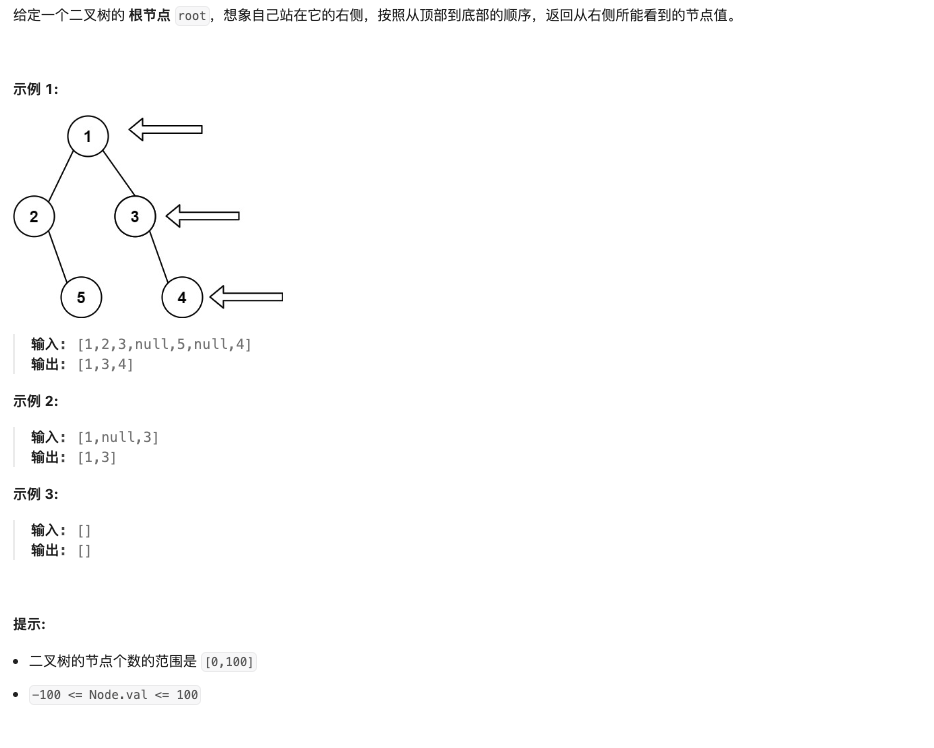 给定一个二叉树的 根节点 root，想象自己站在它的右侧，按照从顶部到底部的顺序，返回从右侧所能看到的节点值。
示例 1:
1
2
3
5
4
输入: [1,2,3,null,5,null,4]
输出: [1,3,4]
示例 2:
输入: [1,null,3]
输出: [1,3]
示例 3:
输入: []
输出: []
提示:
• 二叉树的节点个数的范围是 [0,100]
• -100 <= Node.val <= 100